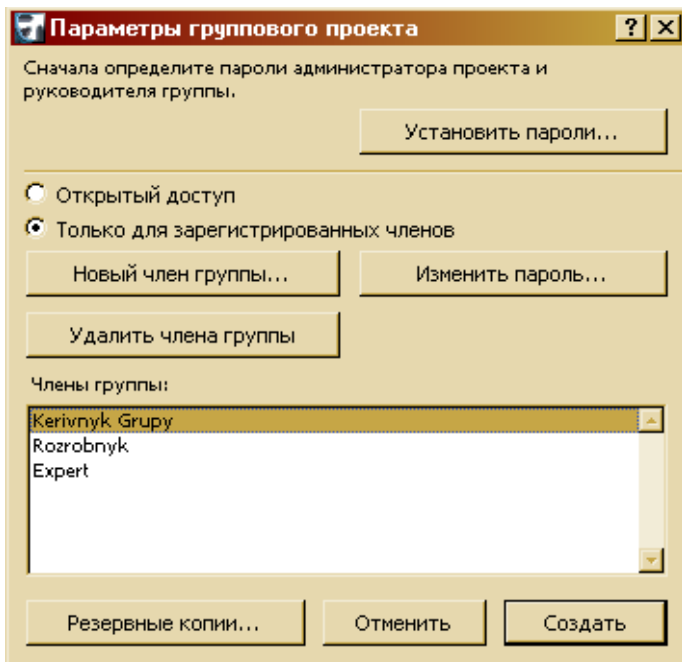 Параметры группового проекта
Сначала определите пароли администратора проекта и
руководителя группы.
Установить пароли...
Открытый доступ
Только для зарегистрированных членов
Новый член группы... Изменить пароль...
Удалить члена группы
Члены группы:
Kerivnyk Grupy
Rozrobnyk
Expert
Резервные копии... Отменить Создать